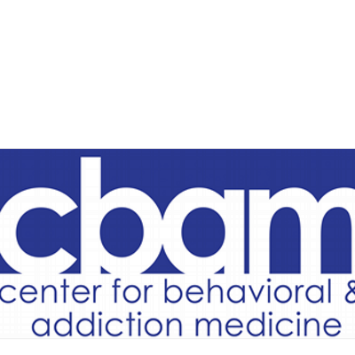 cbam
center for behavioral &
addiction medicine